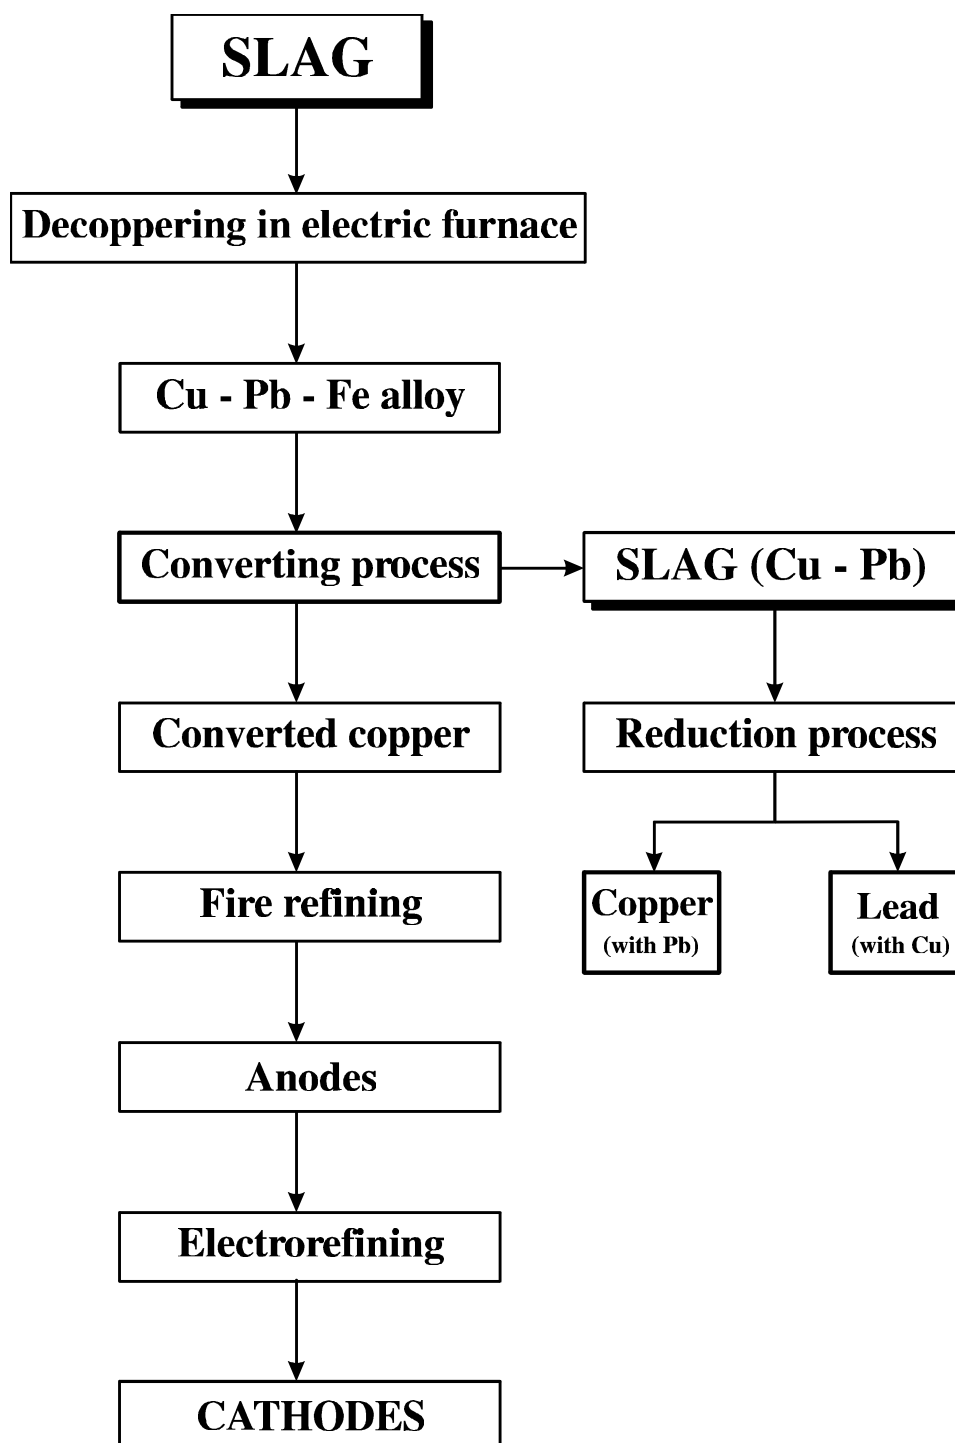 SLAG
Decoppering in electric furnace
Cu - Pb - Fe alloy
Converting process
SLAG (Cu - Pb)
Converted copper
Reduction process
Fire refining
Copper
(with Pb)
Lead
(with Cu)
Anodes
Electrorefining
CATHODES